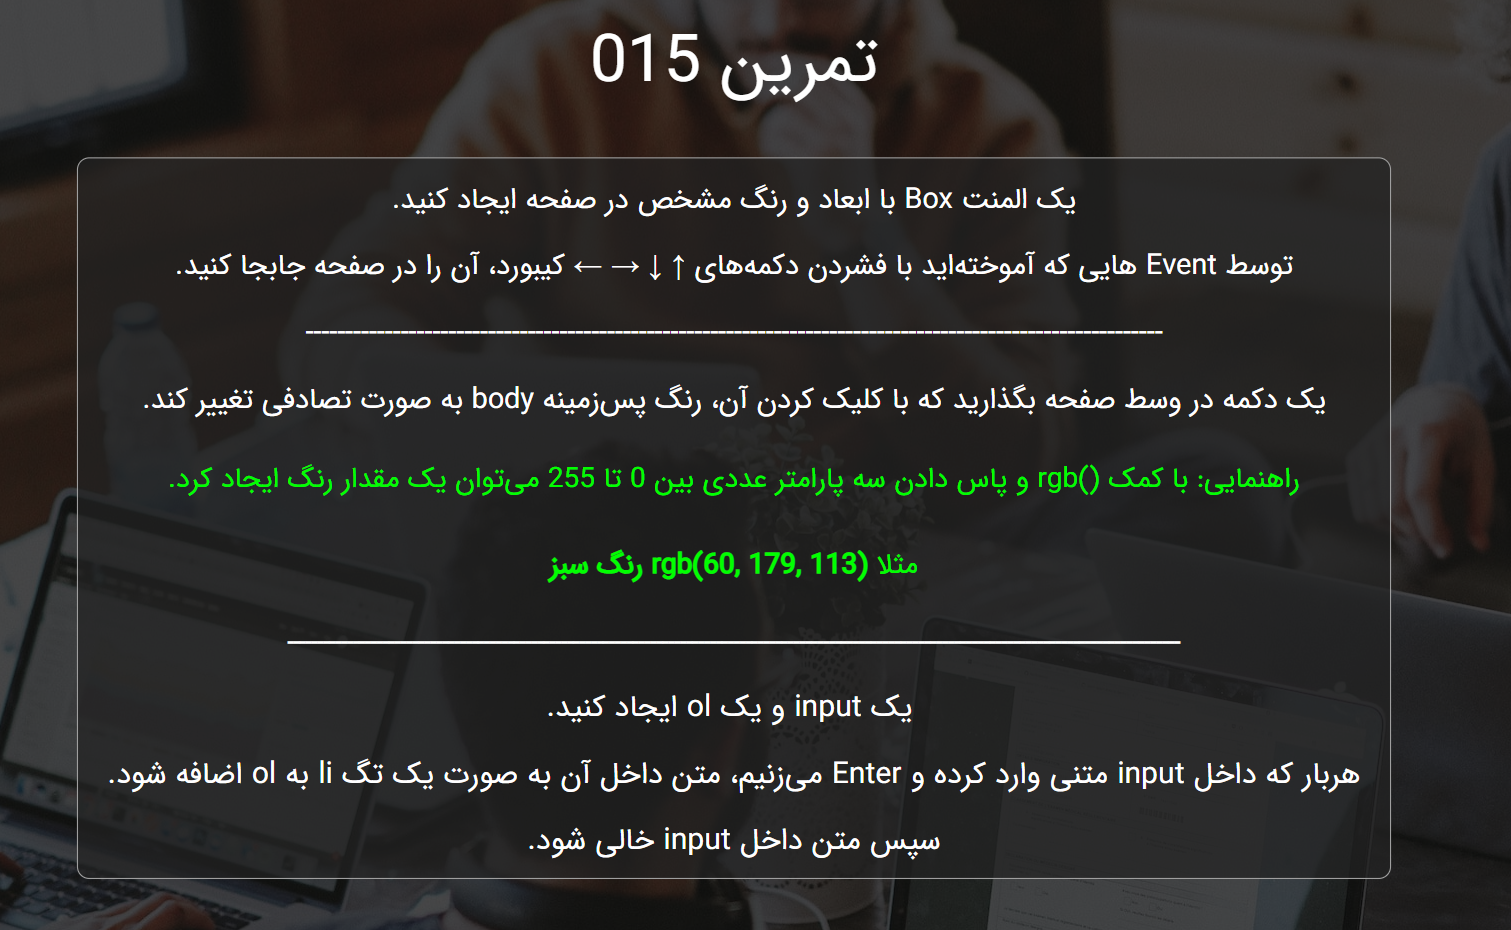 تمرین 015
یک المنت Box با ابعاد و رنگ مشخص در صفحه ایجاد کنید.
توسط Event هایی که آموخته‌اید با فشردن دکمه‌های ↑ ↓ → ← کیبورد، آن را در صفحه جابجا کنید.
یک دکمه در وسط صفحه بگذارید که با کلیک کردن آن، رنگ پس‌زمینه body به صورت تصادفی تغییر کند.
راهنمایی: با کمک rgb() و پاس دادن سه پارامتر عددی بین 0 تا 255 می‌توان یک مقدار رنگ ایجاد کرد.
مثلا rgb(60, 179, 113) رنگ سبز
یک input و یک ol ایجاد کنید.
هربار که داخل input متنی وارد کرده و Enter می‌زنیم، متن داخل آن به صورت یک تگ li به ol اضافه شود.
سپس متن داخل input خالی شود.